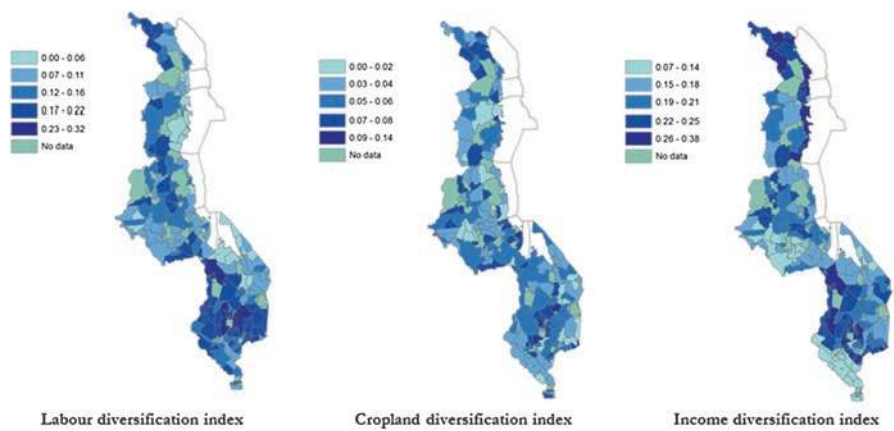 0.00 - 0.06
0.07 - 0.11
0.12 - 0.16
0.17 - 0.22
0.23 - 0.32
No data
Labour diversification index
0.00 - 0.02
0.03 - 0.04
0.05 - 0.06
0.07 - 0.08
0.09 - 0.14
No data
Cropland diversification index
0.07 - 0.14
0.15 - 0.18
0.19 - 0.21
0.22 - 0.25
0.26 - 0.38
No data
Income diversification index